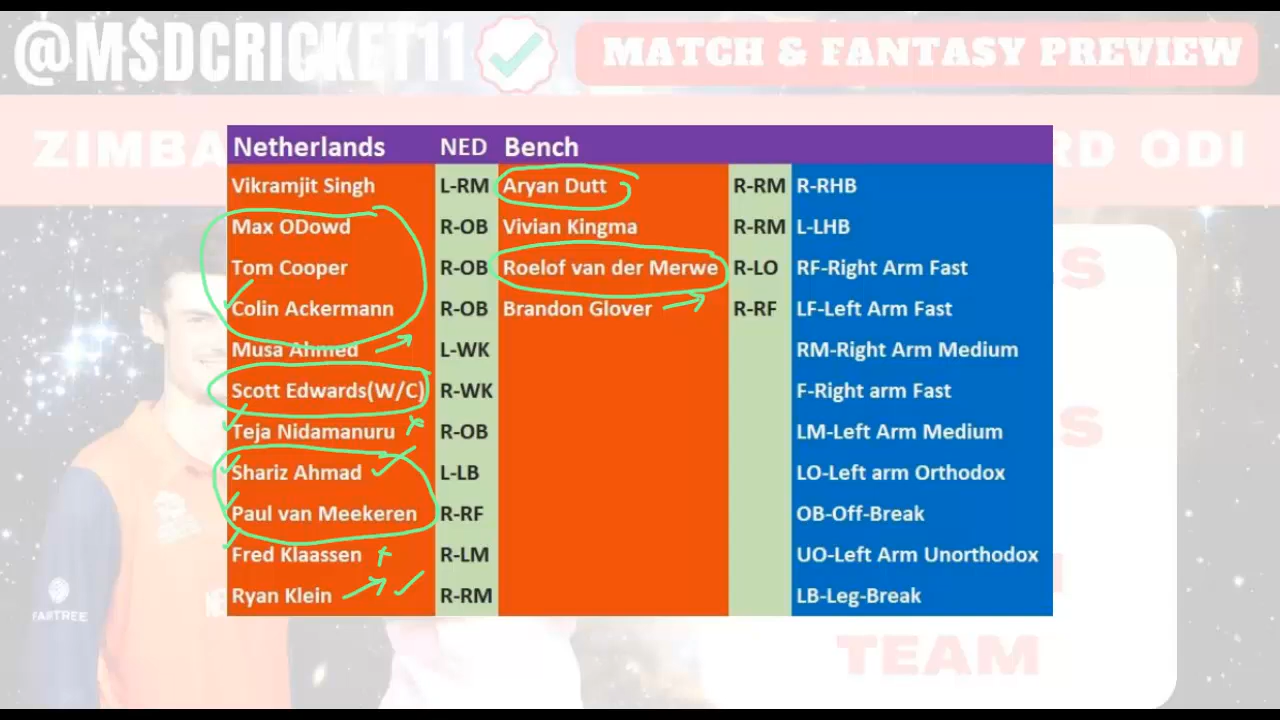 @MSDCRICKET11 MATCH & FANTASY PREVIEW
ZIMBA RD ODI
Netherlands NED Bench
Vikramjit Singh L-RM Aryan Dutt R-RM R-RHB
Max ODowd R-OB Vivian Kingma R-RM L-LHB
Tom Cooper R-OB Roelof van der Merwe R-LO RF-Right Arm Fast
Colin Ackermann R-OB Brandon Glover R-RF LF-Left Arm Fast
Musa Ahmed L-WK RM-Right Arm Medium
Scott Edwards(W/C) R-WK F-Right arm Fast
Teja Nidamanuru R-OB LM-Left Arm Medium
Shariz Ahmad L-LB LO-Left arm Orthodox
Paul van Meekeren R-RF OB-Off-Break
Fred Klaassen R-LM UO-Left Arm Unorthodox
Ryan Klein R-RM LB-Leg-Break
FAIRTREE
TEAM